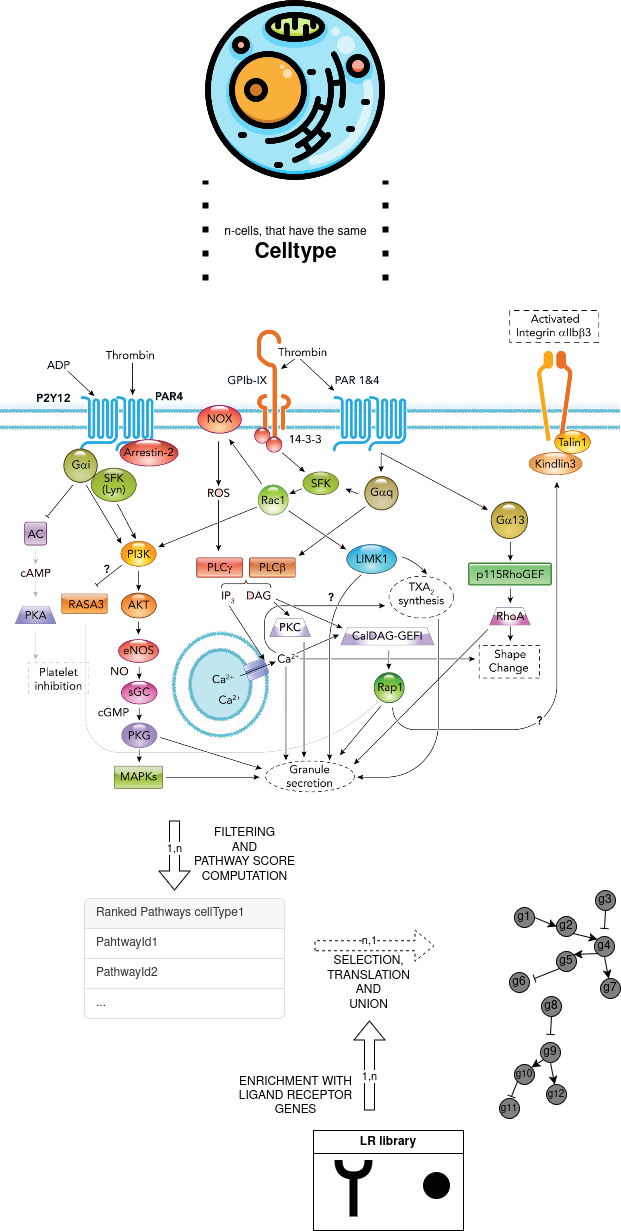 n-cells, that have the same
Celltype
Activated
Integrin αIIbβ3
Thrombin
Thrombin
ADP
GPIb-IX
PAR 1&4
P2Y12
PAR4
NOX
14-3-3
Talin1
Arrestin-2
Kindlin3
Gαi
SFK
(Lyn)
SFK
ROS
Rac1
Gαq
Gα13
AC
PI3K
LIMK1
?
PLCγ
PLCβ
p115RhoGEF
cAMP
TXA2
synthesis
IP3
DAG
?
RASA3
AKT
PKA
RhoA
PKC
CalDAG-GEFI
eNOS
Ca2+
Shape
Change
Platelet
inhibition
NO
Ca2+
sGC
Ca2+
Rap1
cGMP
?
PKG
MAPKs
Granule
secretion
1,n
FILTERING
AND
PATHWAY SCORE
COMPUTATION
Ranked Pathways cellType1
PahtwayId1
PathwayId2
...
n,1
SELECTION,
TRANSLATION
AND
UNION
g1
g2
g3
g4
g5
g6
g7
g8
g9
g10
g11
g12
1,n
ENRICHMENT WITH
LIGAND RECEPTOR
GENES
LR library